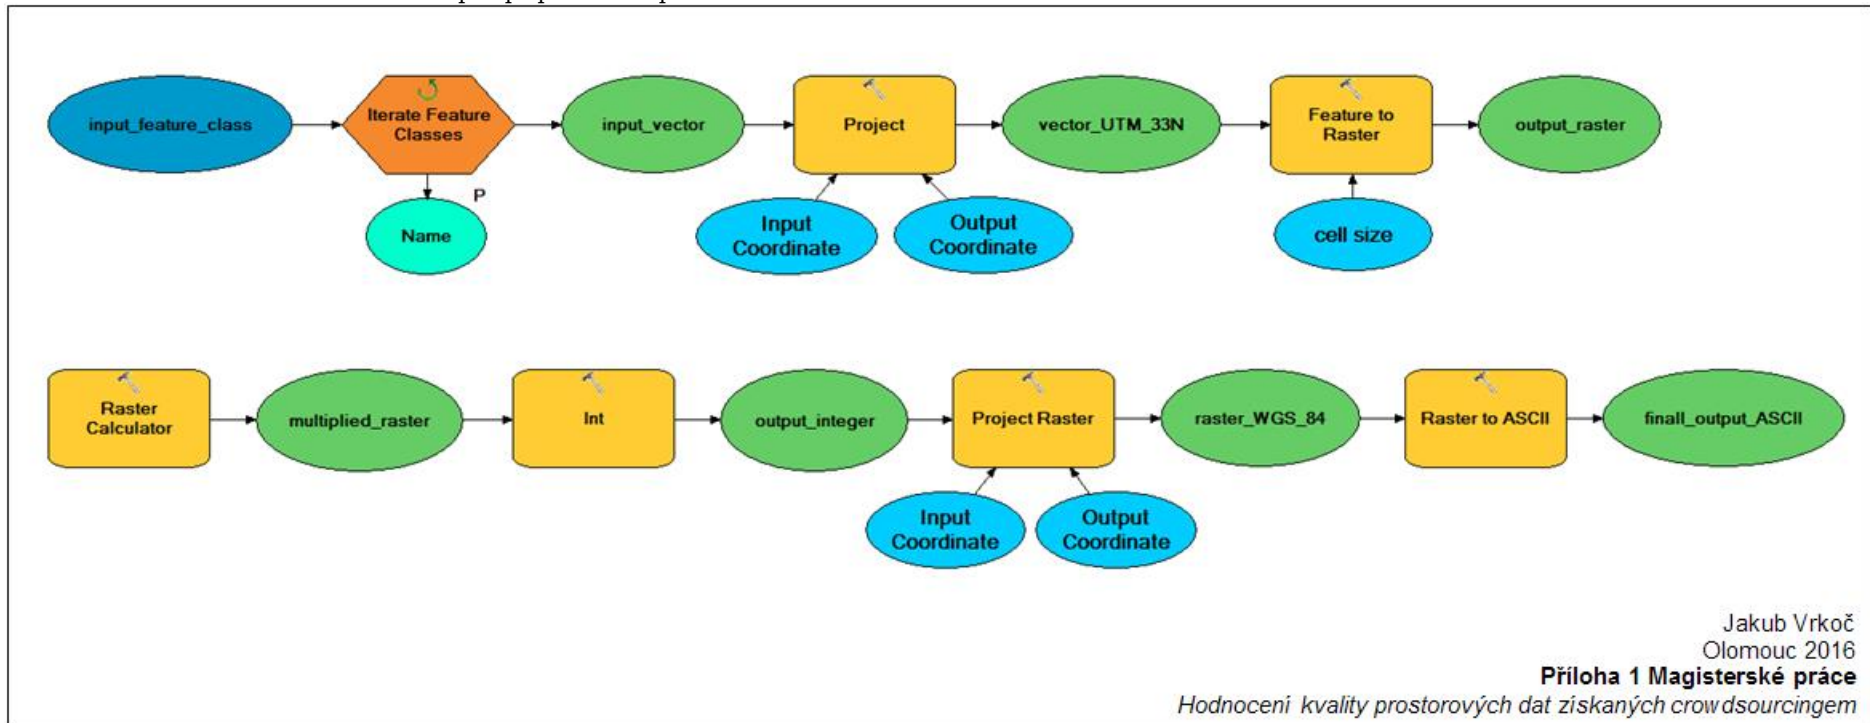 input_feature_class
Iterate Feature
Classes
input_vector
Project
vector_UTM_33N
Feature to
Raster
output_raster
P
Name
Input
Coordinate
Output
Coordinate
cell size
Raster
Calculator
multiplied_raster
Int
output_integer
Project Raster
raster_WGS_84
Raster to ASCII
finall_output_ASCII
Input
Coordinate
Output
Coordinate
Jakub Vrkoč
Olomouc 2016
Příloha 1 Magisterské práce
Hodnocení kvality prostorových dat získaných crowdsourcingem